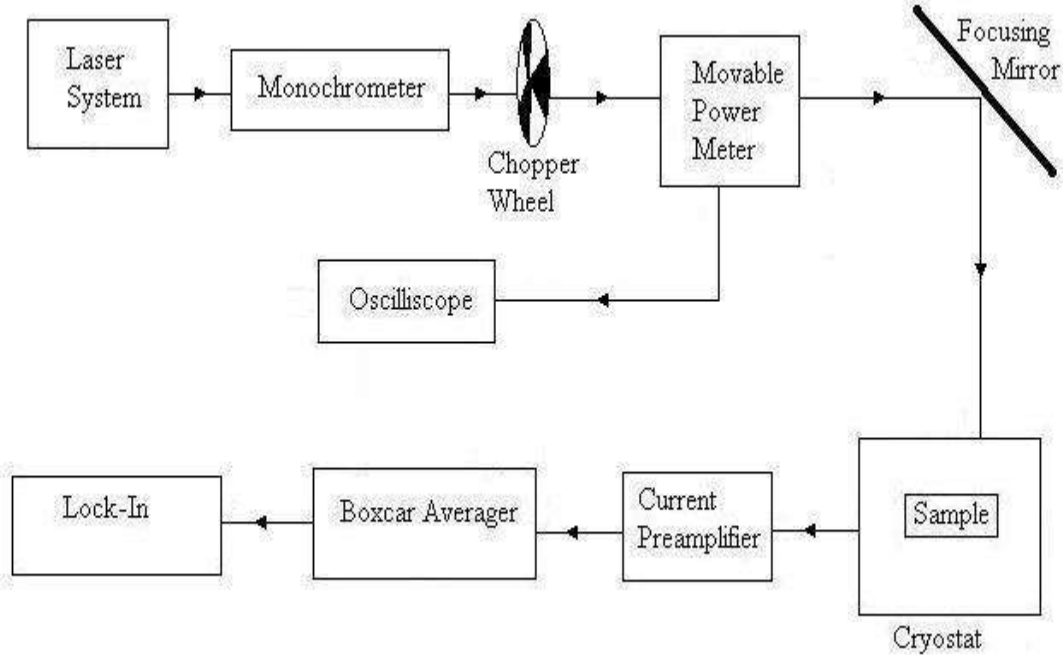 Laser
System
Monochrometer
Chopper
Wheel
Movable
Power
Meter
Focusing
Mirror
Oscilliscope
Lock-In
Boxcar Averager
Current
Preamplifier
Sample
Cryostat